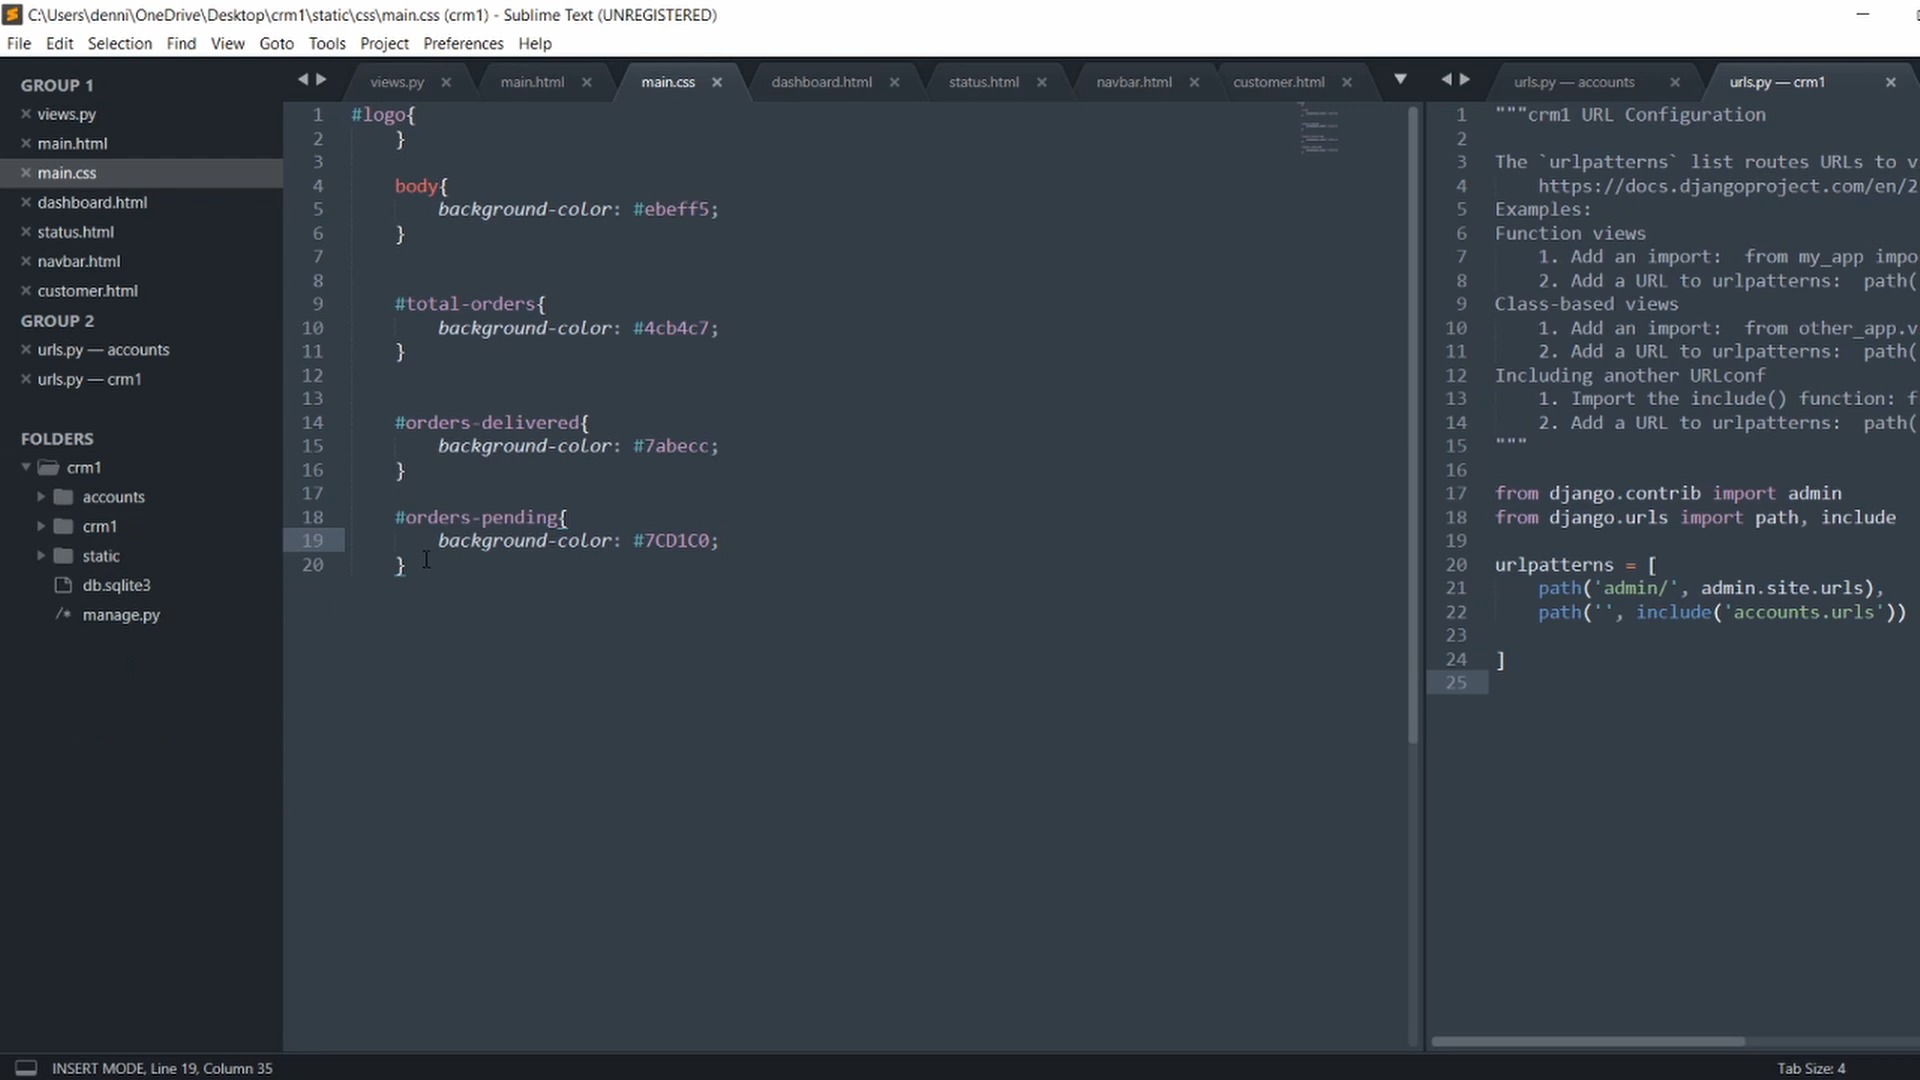 C:\Users\denni\OneDrive\Desktop\crm1\static\css\main.css (crm1) - Sublime Text (UNREGISTERED)
File Edit Selection Find View Goto Tools Project Preferences Help
GROUP 1
views.py
main.html
main.css
dashboard.html
status.html
navbar.html
customer.html
GROUP 2
urls.py — accounts
urls.py — crm1
FOLDERS
crm1
accounts
crm1
static
db.sqlite3
/* manage.py
views.py main.html main.css dashboard.html status.html navbar.html customer.html
1 #logo{
2 }
3
4 body{
5 background-color: #ebeff5;
6 }
7
8
9 #total-orders{
10 background-color: #4cb4c7;
11 }
12
13
14 #orders-delivered{
15 background-color: #7abecc;
16 }
17
18 #orders-pending{
19 background-color: #7CD1C0;
20 }
urls.py — accounts urls.py — crm1
1 """crm1 URL Configuration
2
3 The `urlpatterns` list routes URLs to v
4 https://docs.djangoproject.com/en/2
5 Examples:
6 Function views
7 1. Add an import:  from my_app impo
8 2. Add a URL to urlpatterns:  path(
9 Class-based views
10 1. Add an import:  from other_app.v
11 2. Add a URL to urlpatterns:  path(
12 Including another URLconf
13 1. Import the include() function: f
14 2. Add a URL to urlpatterns:  path(
15 """
16
17 from django.contrib import admin
18 from django.urls import path, include
19
20 urlpatterns = [
21 path('admin/', admin.site.urls),
22 path('', include('accounts.urls'))
23
24 ]
25
INSERT MODE, Line 19, Column 35
Tab Size: 4